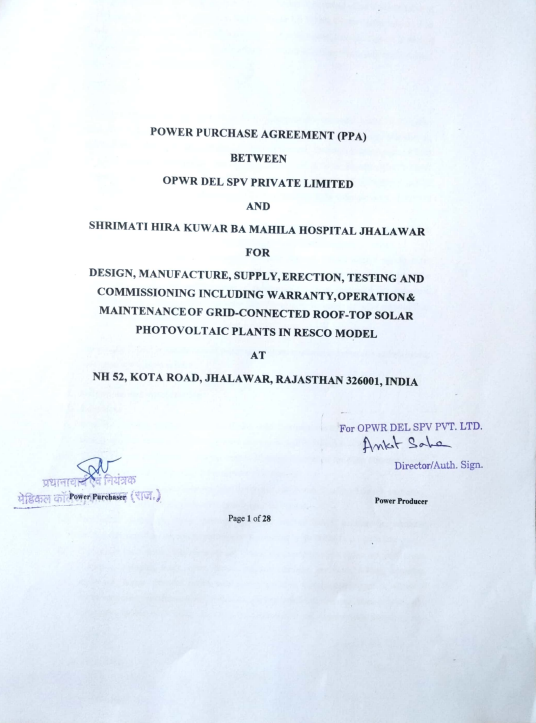 POWER PURCHASE AGREEMENT (PPA)
BETWEEN
OPWR DEL SPV PRIVATE LIMITED
AND
SHRIMATI HIRA KUWAR BA MAHILA HOSPITAL JHALAWAR
FOR
DESIGN, MANUFACTURE, SUPPLY, ERECTION, TESTING AND
COMMISSIONING INCLUDING WARRANTY, OPERATION &
MAINTENANCE OF GRID-CONNECTED ROOF-TOP SOLAR
PHOTOVOLTAIC PLANTS IN RESCO MODEL
AT
NH 52, KOTA ROAD, JHALAWAR, RAJASTHAN 326001, INDIA
For OPWR DEL SPV PVT. LTD.
Ankit Saha
Director/Auth. Sign.
प्रधानाचार्य एवं नियंत्रक
मेडिकल (राज.)
Power Purchaser
Power Producer
Page 1 of 28